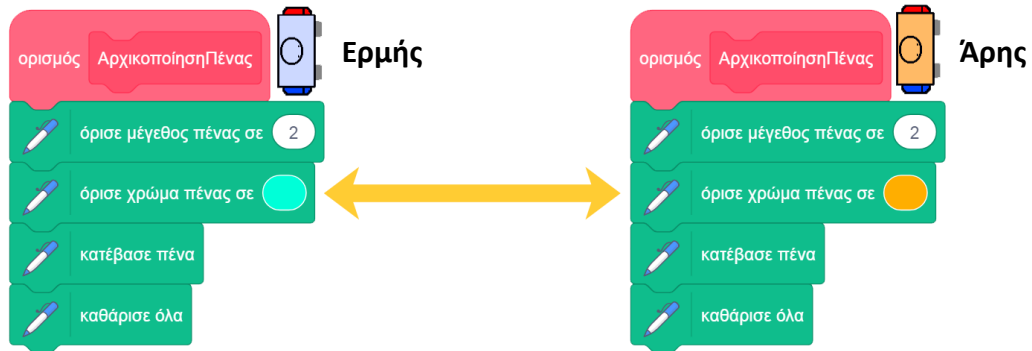 ορισμός ΑρχικοποίησηΠένας
Ερμής
όρισε μέγεθος πένας σε 2
όρισε χρώμα πένας σε
κατέβασε πένα
καθάρισε όλα
ορισμός ΑρχικοποίησηΠένας
Άρης
όρισε μέγεθος πένας σε 2
όρισε χρώμα πένας σε
κατέβασε πένα
καθάρισε όλα